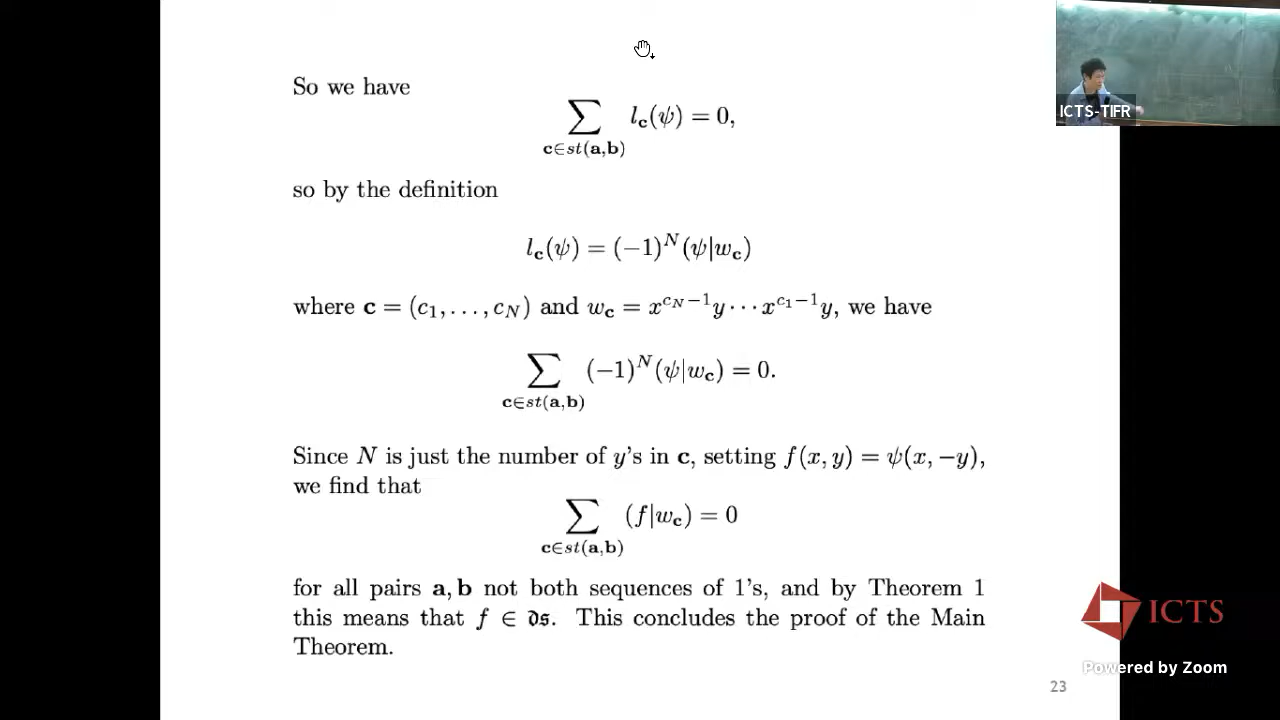 So we have
∑ l_c(ψ) = 0,
c∈st(a,b)
so by the definition
l_c(ψ) = (−1)^N (ψ|w_c)
where c = (c_1, . . . , c_N) and w_c = x^{c_N−1}y · · · x^{c_1−1}y, we have
∑ (−1)^N (ψ|w_c) = 0.
c∈st(a,b)
Since N is just the number of y's in c, setting f(x, y) = ψ(x, −y),
we find that
∑ (f|w_c) = 0
c∈st(a,b)
for all pairs a, b not both sequences of 1's, and by Theorem 1
this means that f ∈ 𝔡𝔰. This concludes the proof of the Main
Theorem.
23
ICTS-TIFR
ICTS
Powered by Zoom